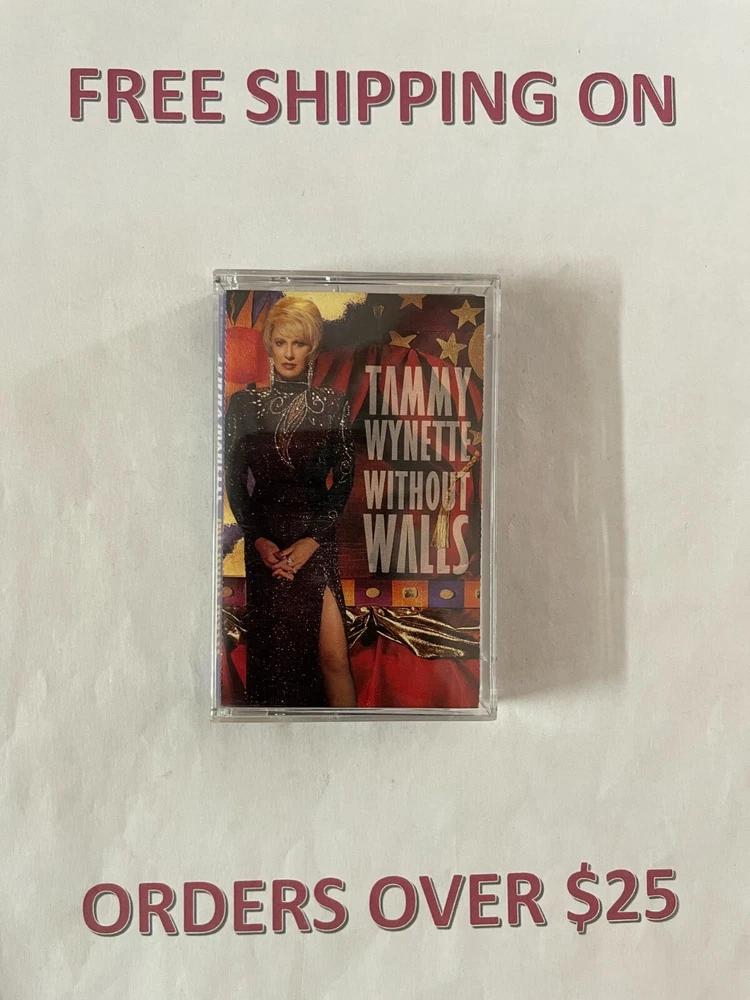 FREE SHIPPING ON
TAMMY
WYNETTE
WITHOUT
WALLS
ORDERS OVER $25